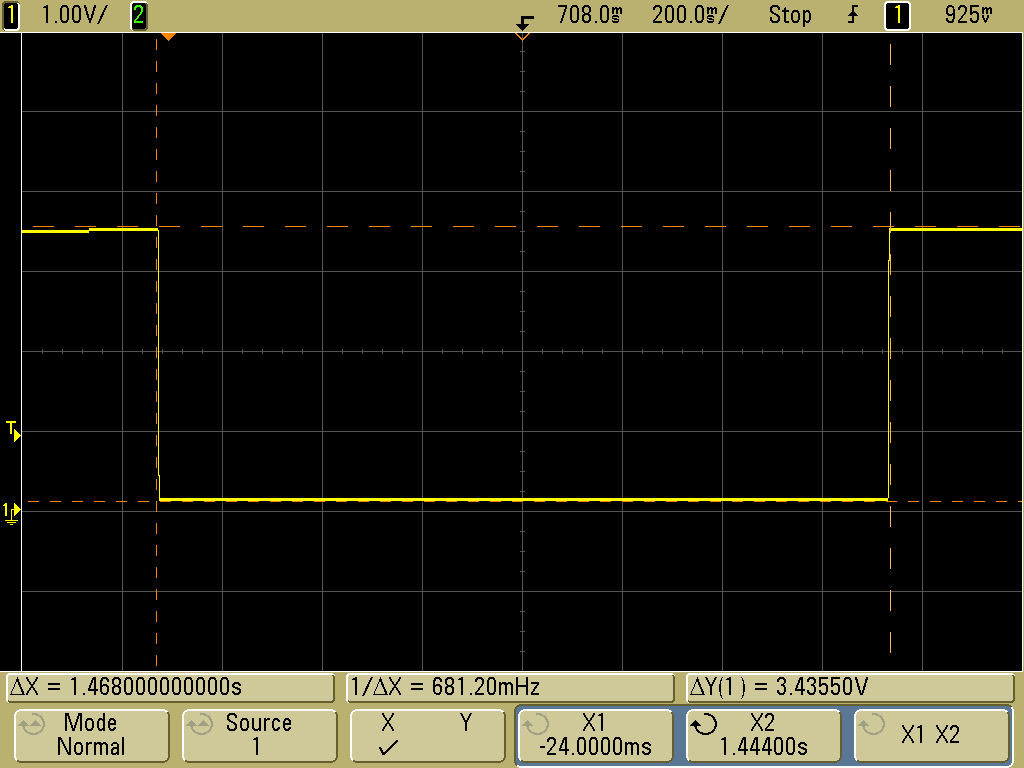 1 1.00V/ 2 708.0ms 200.0ms/ Stop 1 925mV
T
1
ΔX = 1.468000000000s 1/ΔX = 681.20mHz ΔY(1) = 3.43550V
Mode Source X Y X1 X2 X1 X2
Normal 1 ✓ -24.0000ms 1.44400s